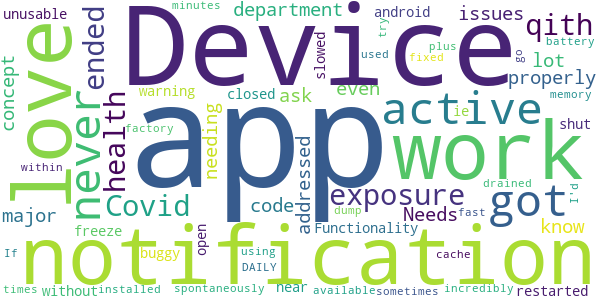 minutes
unusable
department
android
issues
qith
Device
love
ended
concept
slowed
try
used
fixed
plus
go
battery
lot
properly
memory
warning
closed
ask
even
never
health
app
active
factory
needing
addressed
work
ie
shut
within
drained
I'd
Covid
code
exposure
got
Needs
fast
major
dump
Functionality
know
freeze
notification
buggy
open
using
DAILY
cache
If
near
times
without
installed
spontaneously
available
sometimes
incredibly
restarted